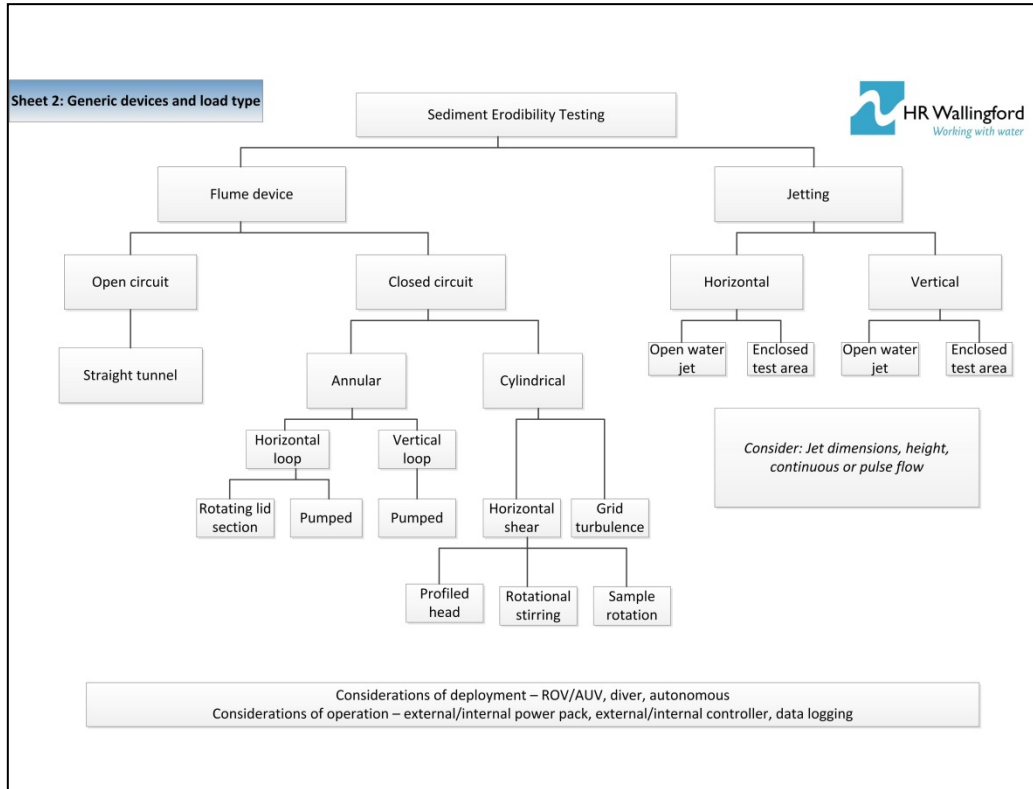 Sheet 2: Generic devices and load type
HR Wallingford
Working with water
Sediment Erodibility Testing
Flume device
Jetting
Open circuit
Closed circuit
Horizontal
Vertical
Open water
jet
Enclosed
test area
Open water
jet
Enclosed
test area
Straight tunnel
Annular
Cylindrical
Consider: Jet dimensions, height,
continuous or pulse flow
Horizontal
loop
Vertical
loop
Rotating lid
section
Pumped
Pumped
Horizontal
shear
Grid
turbulence
Profiled
head
Rotational
stirring
Sample
rotation
Considerations of deployment – ROV/AUV, diver, autonomous
Considerations of operation – external/internal power pack, external/internal controller, data logging